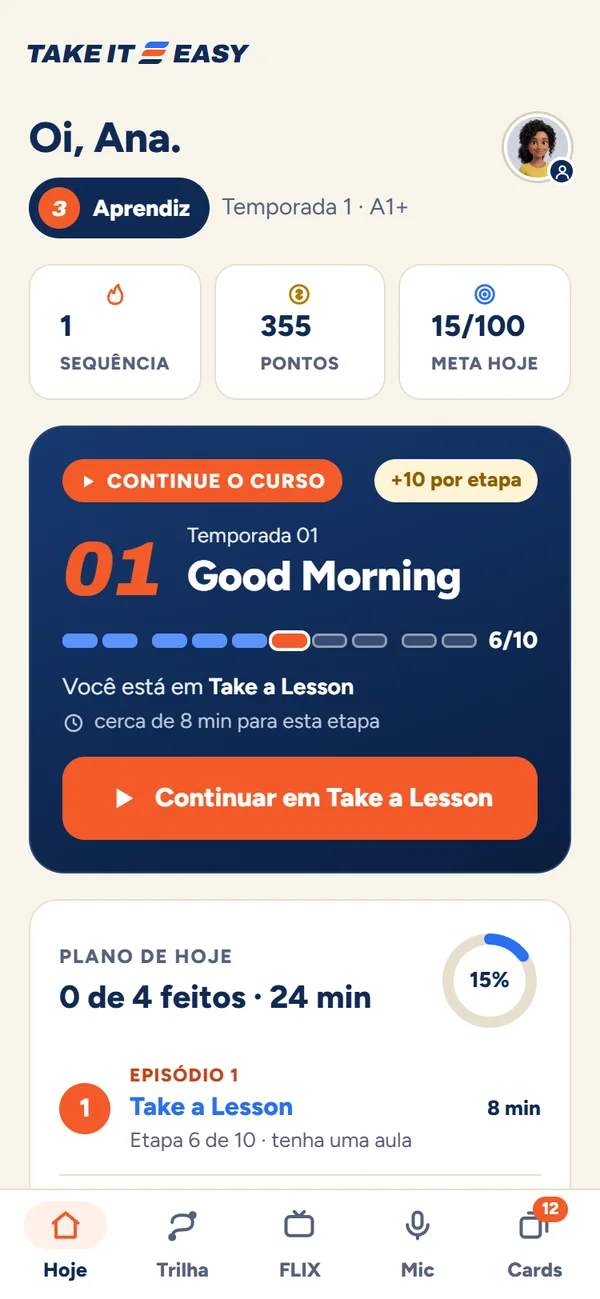 TAKE IT EASY
Oi, Ana.
3 Aprendiz Temporada 1 · A1+
1
SEQUÊNCIA
355
PONTOS
15/100
META HOJE
CONTINUE O CURSO
+10 por etapa
01
Temporada 01
Good Morning
6/10
Você está em Take a Lesson
cerca de 8 min para esta etapa
Continuar em Take a Lesson
PLANO DE HOJE
0 de 4 feitos · 24 min
15%
EPISÓDIO 1
1 Take a Lesson 8 min
Etapa 6 de 10 · tenha uma aula
12
Hoje Trilha FLIX Mic Cards